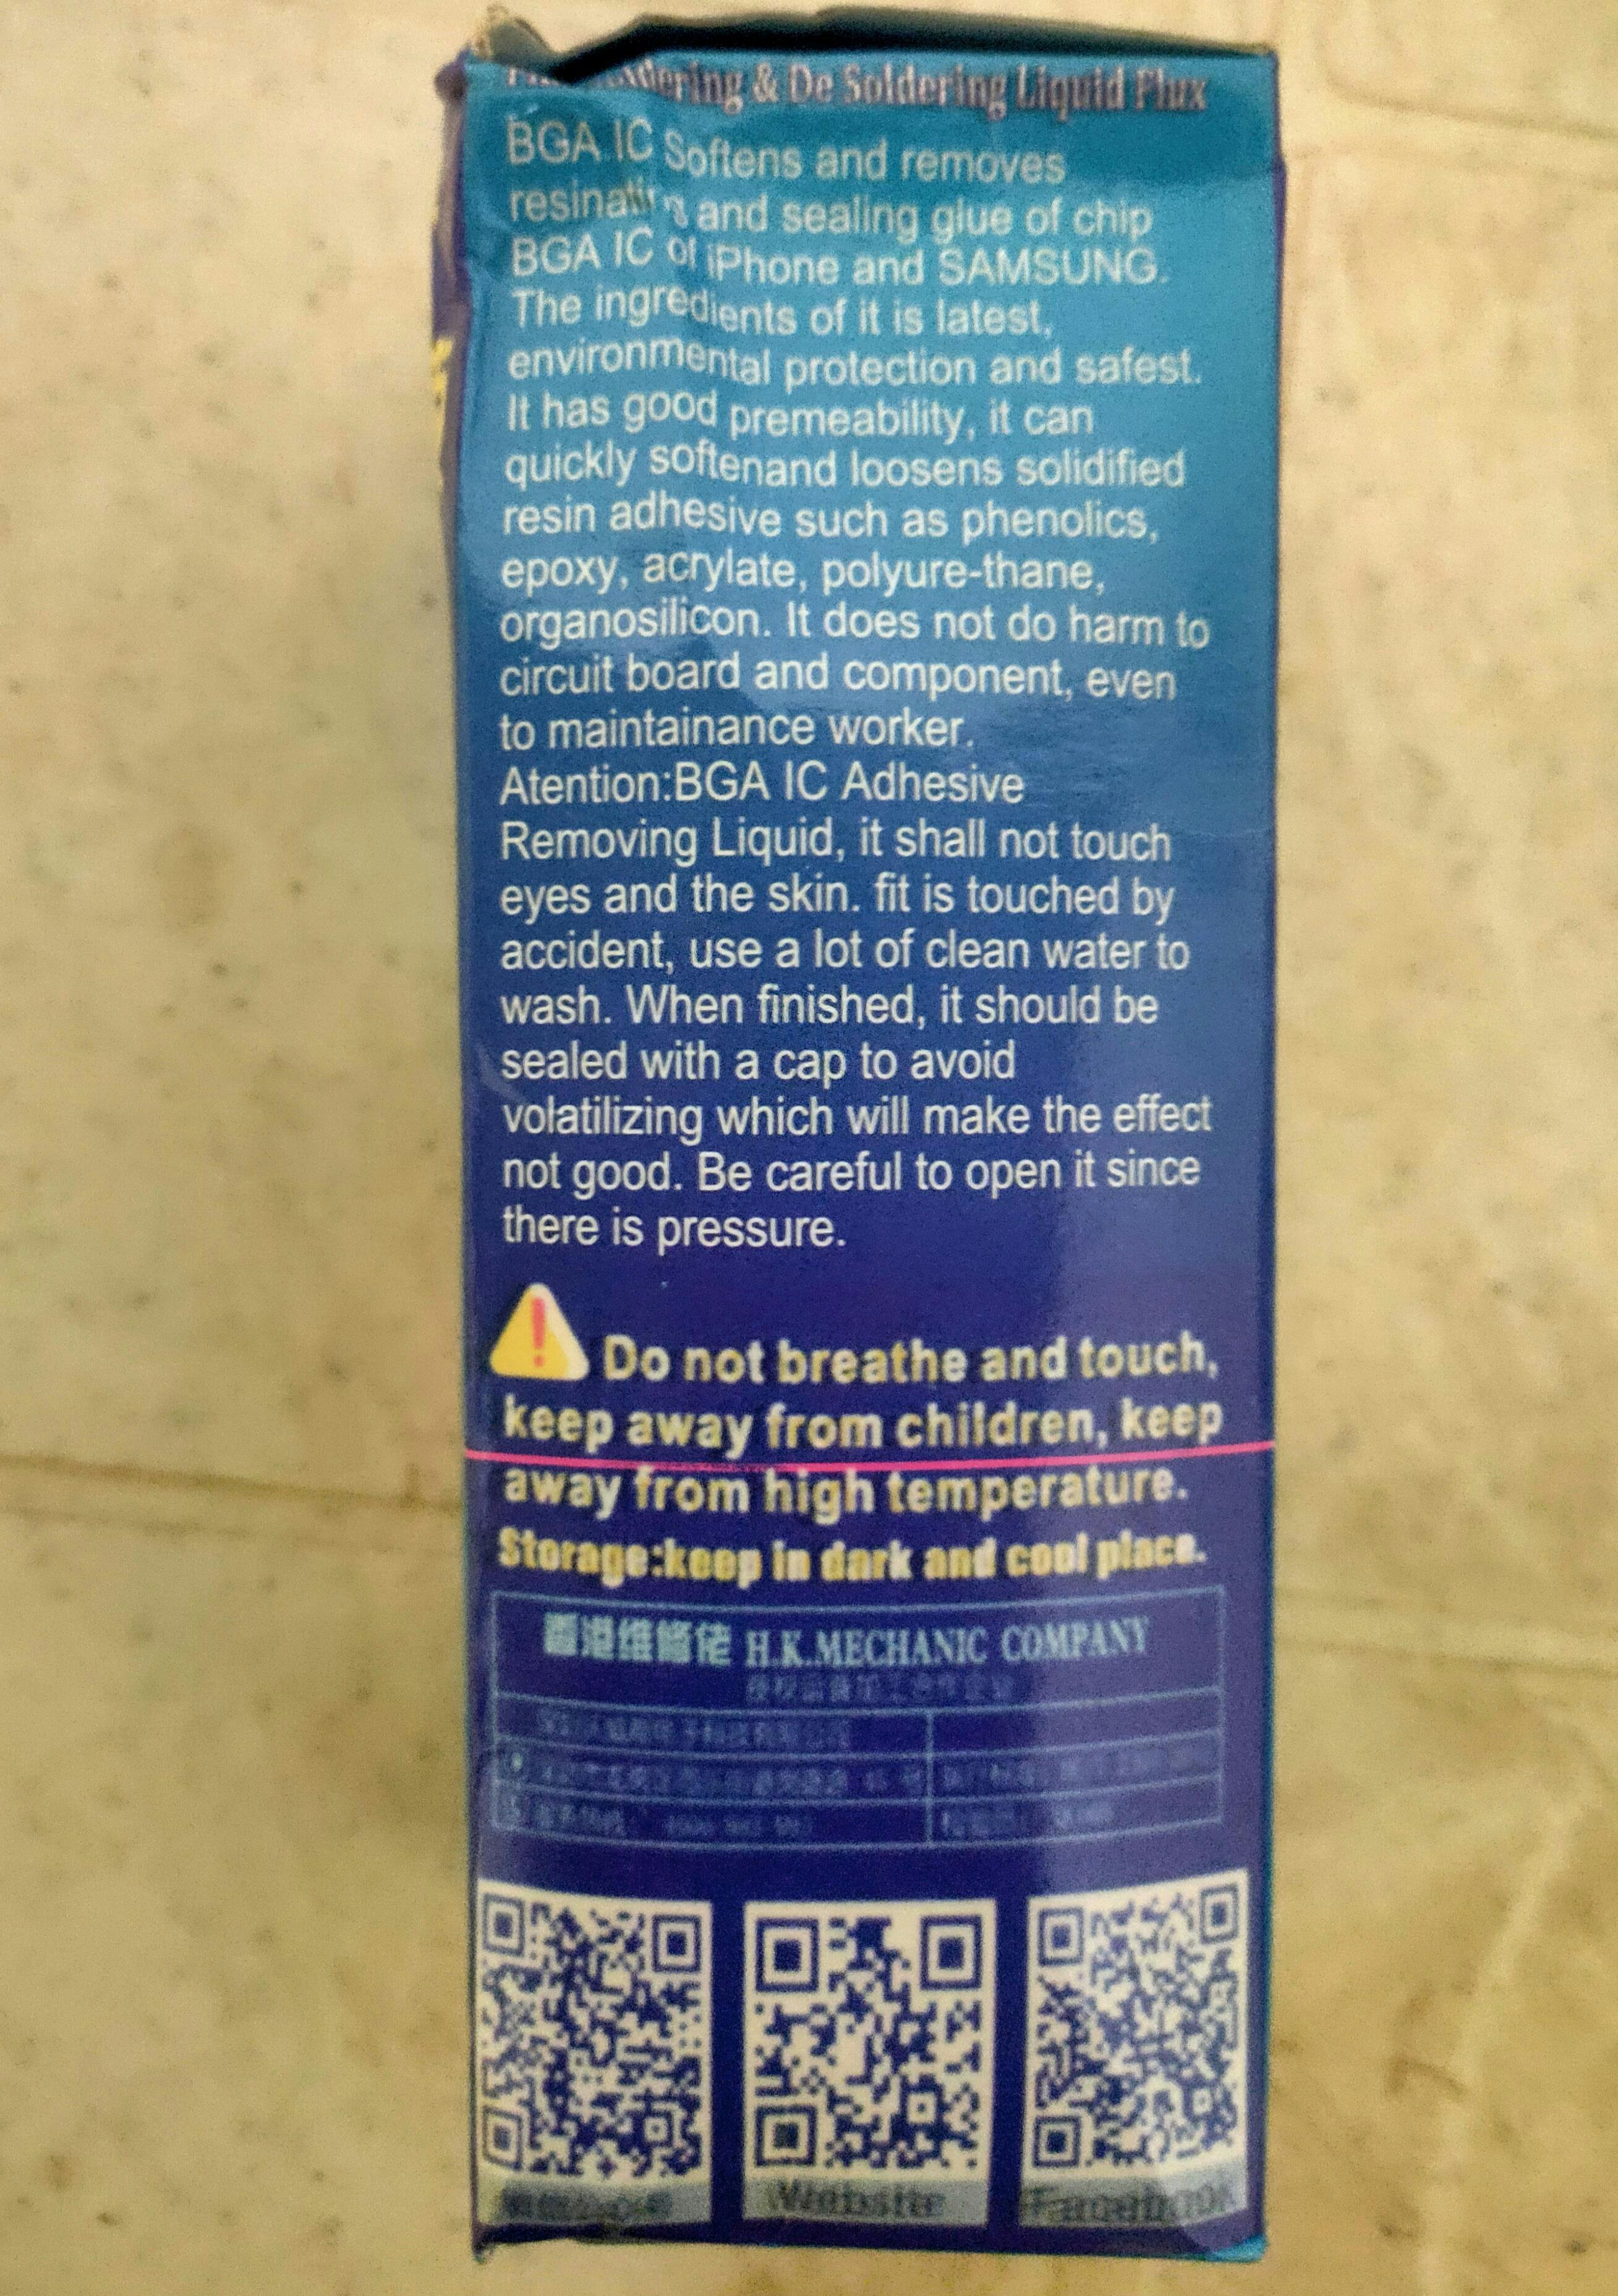 & De Soldering Liquid Flux
BGA IC Softens and removes
and sealing glue of chip
BGA IC of iPhone and SAMSUNG.
The ingredients of it is latest,
environmental protection and safest.
It has good premeability, it can
quickly softenand loosens solidified
resin adhesive such as phenolics,
epoxy, acrylate, polyure-thane,
organosilicon. It does not do harm to
circuit board and component, even
to maintainance worker.
Atention:BGA IC Adhesive
Removing Liquid, it shall not touch
eyes and the skin. fit is touched by
accident, use a lot of clean water to
wash. When finished, it should be
sealed with a cap to avoid
volatilizing which will make the effect
not good. Be careful to open it since
there is pressure.
Do not breathe and touch,
keep away from children, keep
away from high temperature.
Storage:keep in dark and cool place.
香港维修佬 H.K.MECHANIC COMPANY
Website Facebook